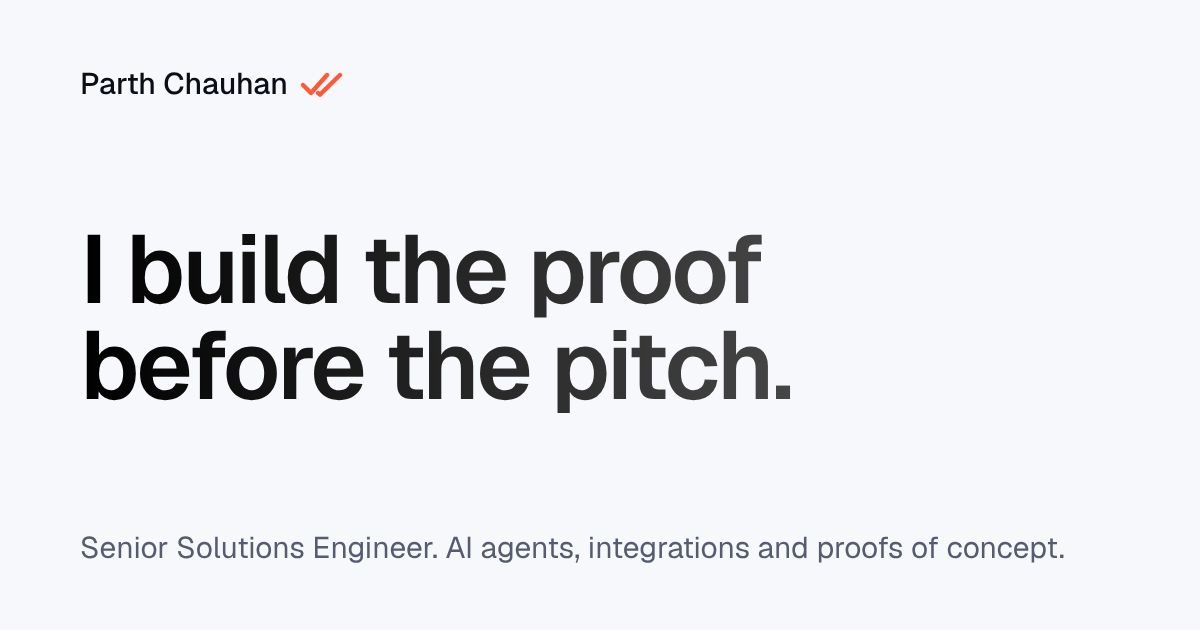 Parth Chauhan
I build the proof
before the pitch.
Senior Solutions Engineer. AI agents, integrations and proofs of concept.